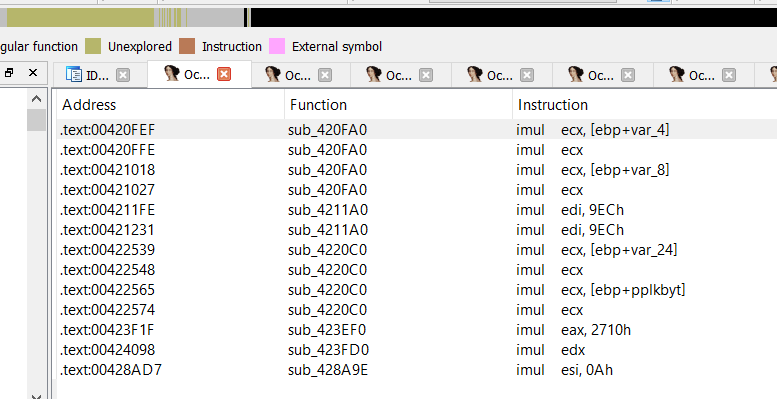 gular function Unexplored Instruction External symbol
ID... Oc... Oc... Oc... Oc... Oc... Oc...
Address Function Instruction
.text:00420FEF sub_420FA0 imul ecx, [ebp+var_4]
.text:00420FFE sub_420FA0 imul ecx
.text:00421018 sub_420FA0 imul ecx, [ebp+var_8]
.text:00421027 sub_420FA0 imul ecx
.text:004211FE sub_4211A0 imul edi, 9ECh
.text:00421231 sub_4211A0 imul edi, 9ECh
.text:00422539 sub_4220C0 imul ecx, [ebp+var_24]
.text:00422548 sub_4220C0 imul ecx
.text:00422565 sub_4220C0 imul ecx, [ebp+pplkbyt]
.text:00422574 sub_4220C0 imul ecx
.text:00423F1F sub_423EF0 imul eax, 2710h
.text:00424098 sub_423FD0 imul edx
.text:00428AD7 sub_428A9E imul esi, 0Ah